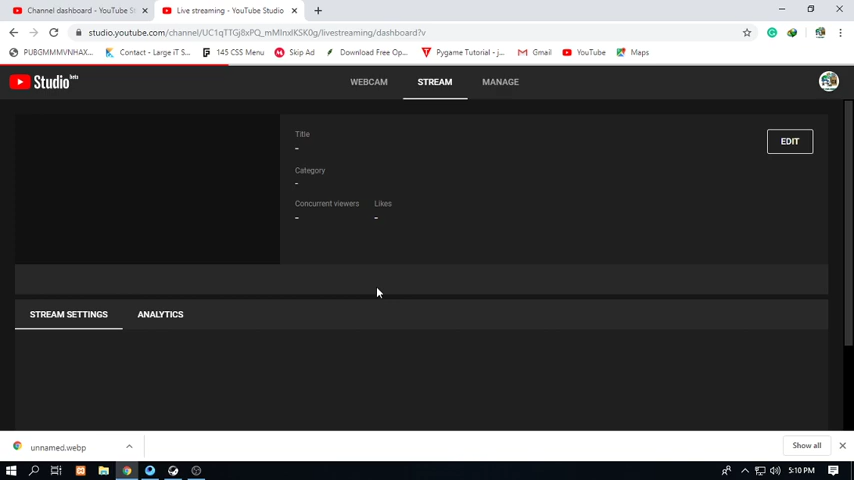 Channel dashboard - YouTube St
Live streaming - YouTube Studio
studio.youtube.com/channel/UC1qTTGj8xPQ_mMlnxlKSK0g/livestreaming/dashboard?v
PUBGMMMVNHAX...
Contact - Large iT S...
145 CSS Menu
Skip Ad
Download Free Op...
Pygame Tutorial - j...
Gmail
YouTube
Maps
Studio beta
WEBCAM
STREAM
MANAGE
Title
-
EDIT
Category
-
Concurrent viewers
Likes
-
-
STREAM SETTINGS
ANALYTICS
unnamed.webp
Show all
5:10 PM